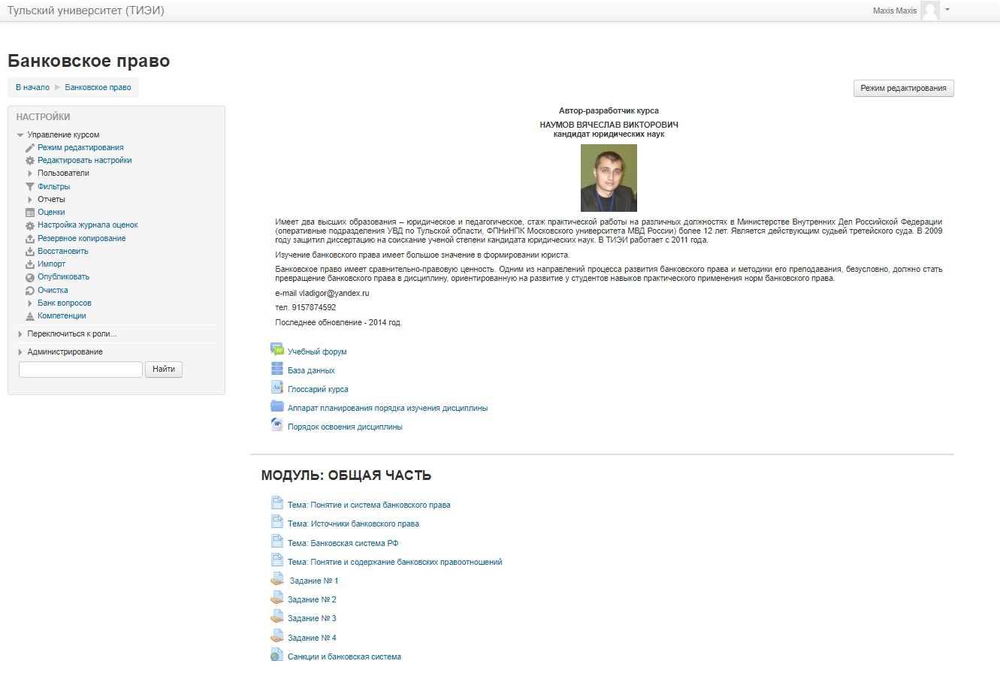 Тульский университет (ТИЭИ)
Maxis Maxis
Банковское право
В начало
Банковское право
Режим редактирования
НАСТРОЙКИ
Управление курсом
Режим редактирования
Редактировать настройки
Пользователи
Фильтры
Отчеты
Оценки
Настройка журнала оценок
Резервное копирование
Восстановить
Импорт
Опубликовать
Очистка
Банк вопросов
Компетенции
Переключиться к роли...
Администрирование
Найти
Автор-разработчик курса
НАУМОВ ВЯЧЕСЛАВ ВИКТОРОВИЧ
кандидат юридических наук
Имеет два высших образования – юридическое и педагогическое, стаж практической работы на различных должностях в Министерстве Внутренних Дел Российской Федерации
(оперативные подразделения УВД по Тульской области, ФПНиНПК Московского университета МВД России) более 12 лет. Является действующим судьей третейского суда. В 2009
году защитил диссертацию на соискание ученой степени кандидата юридических наук. В ТИЭИ работает с 2011 года.
Изучение банковского права имеет большое значение в формировании юриста.
Банковское право имеет сравнительно-правовую ценность. Одним из направлений процесса развития банковского права и методики его преподавания, безусловно, должно стать
превращение банковского права в дисциплину, ориентированную на развитие у студентов навыков практического применения норм банковского права.
e-mail vladigor@yandex.ru
тел. 9157874592
Последнее обновление - 2014 год.
Учебный форум
База данных
Глоссарий курса
Аппарат планирования порядка изучения дисциплины
Порядок освоения дисциплины
МОДУЛЬ: ОБЩАЯ ЧАСТЬ
Тема: Понятие и система банковского права
Тема: Источники банковского права
Тема: Банковская система РФ
Тема: Понятие и содержание банковских правоотношений
Задание № 1
Задание № 2
Задание № 3
Задание № 4
Санкции и банковская система